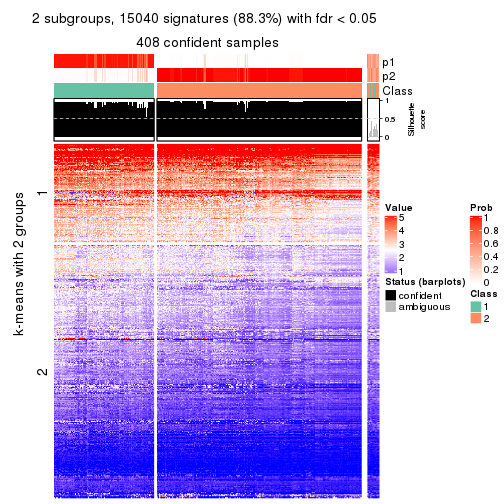 2 subgroups, 15040 signatures (88.3%) with fdr < 0.05
408 confident samples
p1
p2
Class
1
0.5
0
Silhouette
score
k-means with 2 groups
1
2
Value
5
4
3
2
1
Status (barplots)
confident
ambiguous
Prob
1
0.8
0.6
0.4
0.2
0
Class
1
2